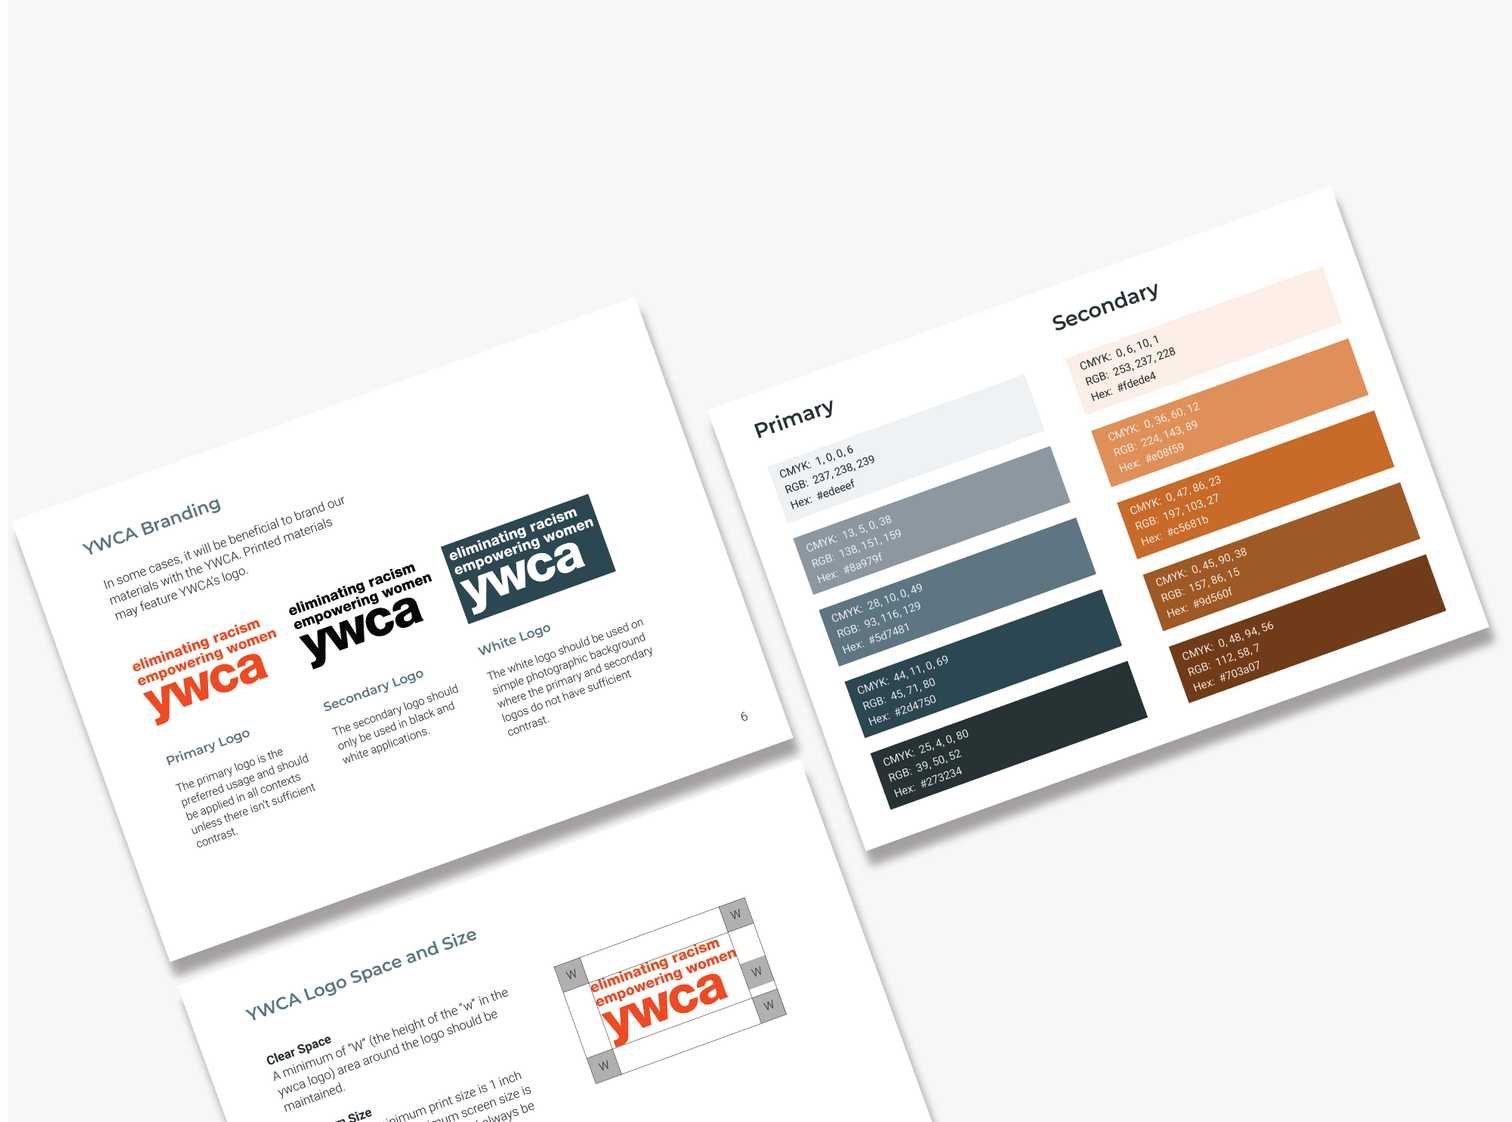 YWCA Branding
In some cases, it will be beneficial to brand our
materials with the YWCA. Printed materials
may feature YWCA's logo.
eliminating racism
empowering women
ywca
Primary Logo
The primary logo is the
preferred usage and should
be applied in all contexts
unless there isn't sufficient
contrast.
eliminating racism
empowering women
ywca
Secondary Logo
The secondary logo should
only be used in black and
white applications.
eliminating racism
empowering women
ywca
White Logo
The white logo should be used on
simple photographic background
where the primary and secondary
logos do not have sufficient
contrast.
6
Primary
CMYK: 1, 0, 0, 6
RGB: 237, 238, 239
Hex: #edeeef
CMYK: 13, 5, 0, 38
RGB: 138, 151, 159
Hex: #8a979f
CMYK: 28, 10, 0, 49
RGB: 93, 116, 129
Hex: #5d7481
CMYK: 44, 11, 0, 69
RGB: 45, 71, 80
Hex: #2d4750
CMYK: 25, 4, 0, 80
RGB: 39, 50, 52
Hex: #273234
Secondary
CMYK: 0, 6, 10, 1
RGB: 253, 237, 228
Hex: #fdede4
CMYK: 0, 36, 60, 12
RGB: 224, 143, 89
Hex: #e08f59
CMYK: 0, 47, 86, 23
RGB: 197, 103, 27
Hex: #c5681b
CMYK: 0, 45, 90, 38
RGB: 157, 86, 15
Hex: #9d560f
CMYK: 0, 48, 94, 56
RGB: 112, 58, 7
Hex: #703a07
YWCA Logo Space and Size
Clear Space
A minimum of "W" (the height of the "w" in the
ywca logo) area around the logo should be
maintained.
Size
print size is 1 inch
screen size is
always be
W
W
eliminating racism
empowering women
ywca
W
W
W